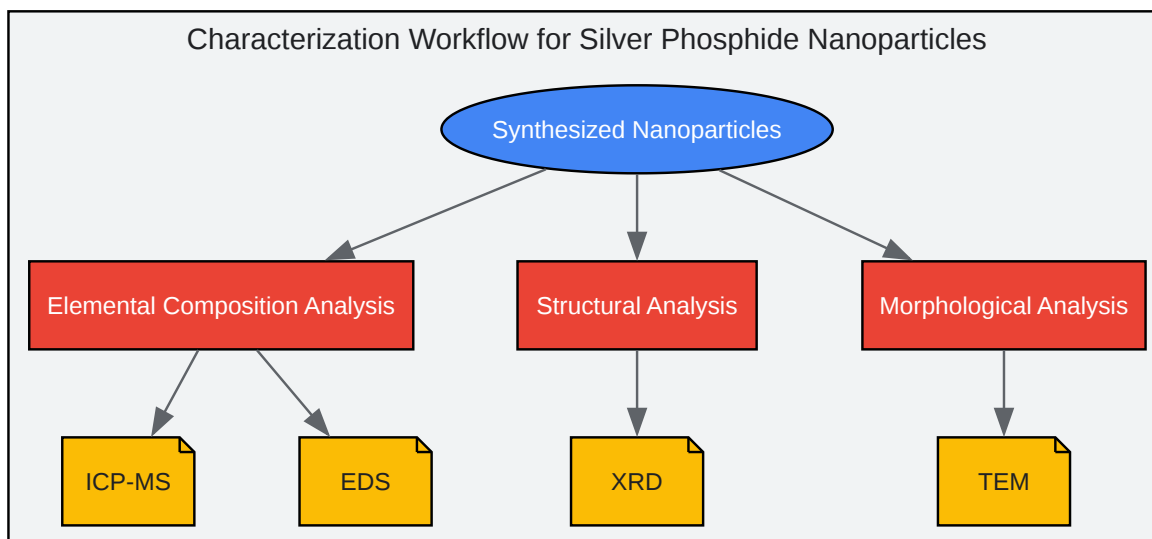 Characterization Workflow for Silver Phosphide Nanoparticles
Synthesized Nanoparticles
Elemental Composition Analysis
Structural Analysis
Morphological Analysis
ICP-MS
EDS
XRD
TEM